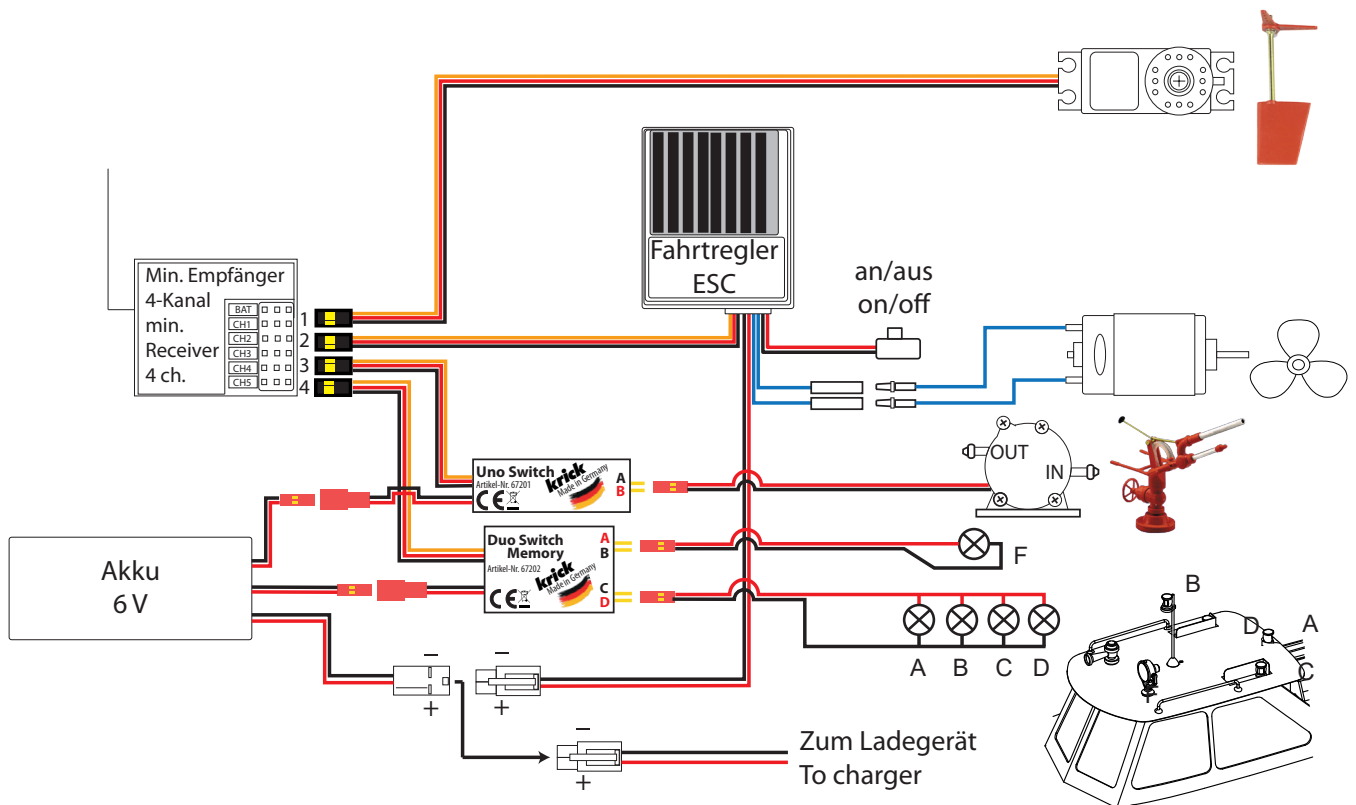 Fahrtregler
ESC
an/aus
on/off
Min. Empfänger
4-Kanal
min.
Receiver
4 ch.
BAT
CH1
CH2
CH3
CH4
CH5
1
2
3
4
OUT
IN
Uno Switch
Artikel-Nr. 67201
krick
Made in Germany
CE
A
B
Duo Switch
Memory
Artikel-Nr. 67202
krick
Made in Germany
CE
A
B
C
D
F
A B C D
Akku
6 V
–
+
–
+
–
+
Zum Ladegerät
To charger
B
D
A
C